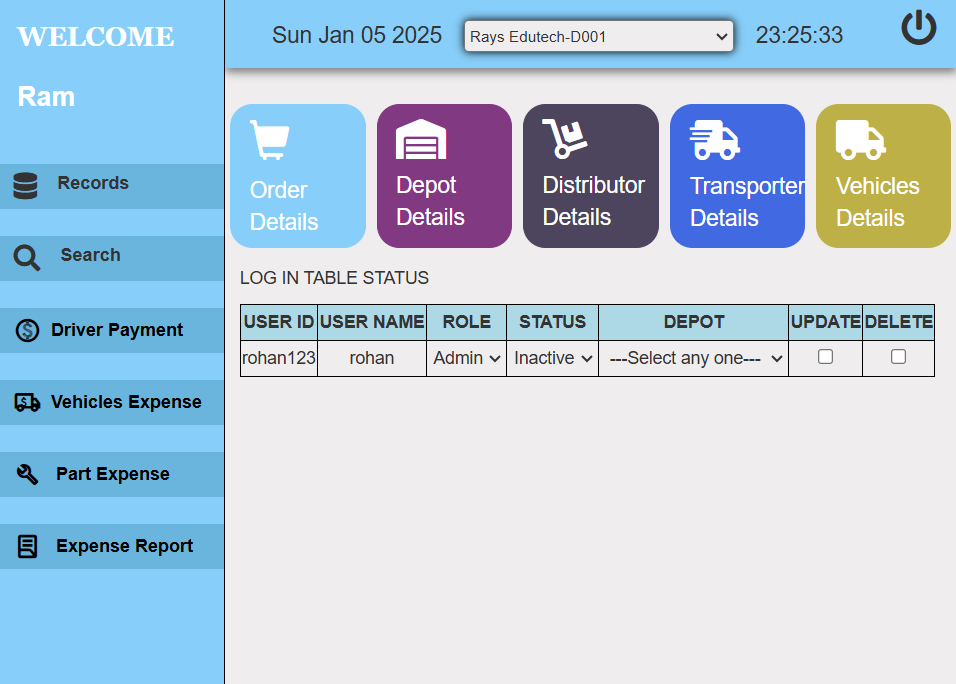 WELCOME
Ram
Records
Search
Driver Payment
Vehicles Expense
Part Expense
Expense Report
Sun Jan 05 2025 Rays Edutech-D001 23:25:33
Order
Details
Depot
Details
Distributor
Details
Transporter
Details
Vehicles
Details
LOG IN TABLE STATUS
USER ID USER NAME ROLE STATUS DEPOT UPDATE DELETE
rohan123 rohan Admin Inactive ---Select any one---